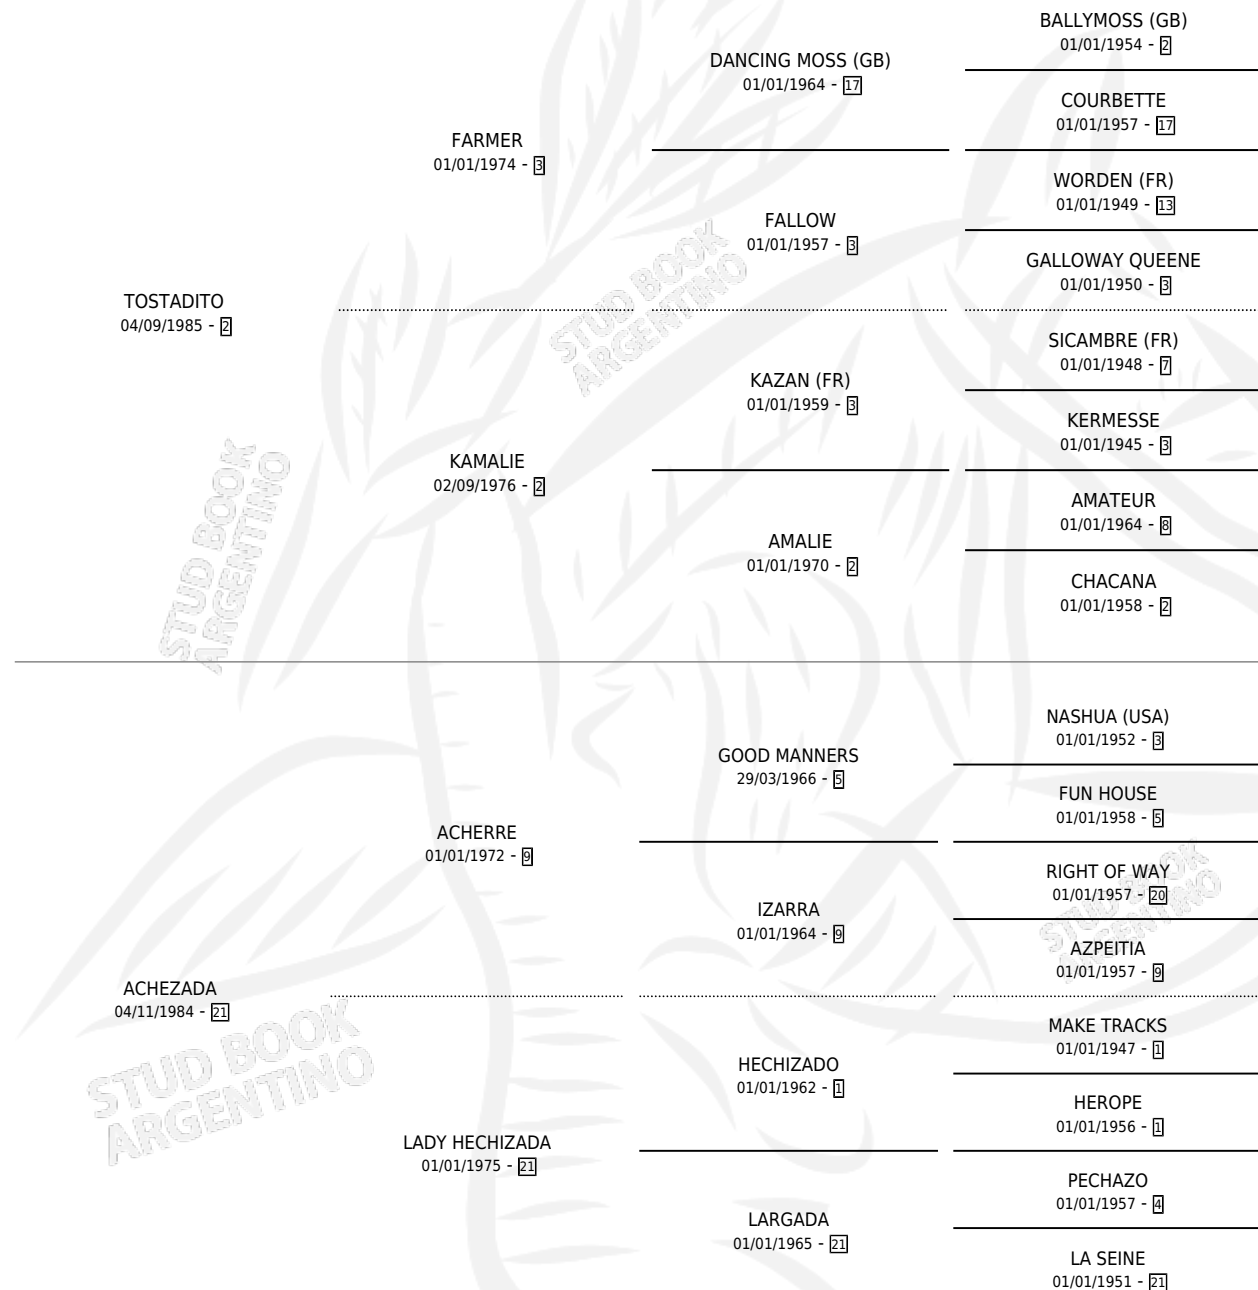 BALLYMOSS (GB)
01/01/1954 - 2
DANCING MOSS (GB)
01/01/1964 - 17
COURBETTE
01/01/1957 - 17
FARMER
01/01/1974 - 3
WORDEN (FR)
01/01/1949 - 13
FALLOW
01/01/1957 - 3
GALLOWAY QUEENE
01/01/1950 - 3
TOSTADITO
04/09/1985 - 2
SICAMBRE (FR)
01/01/1948 - 7
KAZAN (FR)
01/01/1959 - 3
KERMESSE
01/01/1945 - 3
KAMALIE
02/09/1976 - 2
AMATEUR
01/01/1964 - 8
AMALIE
01/01/1970 - 2
CHACANA
01/01/1958 - 2
NASHUA (USA)
01/01/1952 - 3
GOOD MANNERS
29/03/1966 - 5
FUN HOUSE
01/01/1958 - 5
ACHERRE
01/01/1972 - 9
RIGHT OF WAY
01/01/1957 - 20
IZARRA
01/01/1964 - 9
AZPEITIA
01/01/1957 - 9
ACHEZADA
04/11/1984 - 21
MAKE TRACKS
01/01/1947 - 1
HECHIZADO
01/01/1962 - 1
HEROPE
01/01/1956 - 1
LADY HECHIZADA
01/01/1975 - 21
PECHAZO
01/01/1957 - 4
LARGADA
01/01/1965 - 21
LA SEINE
01/01/1951 - 21
STUD BOOK
ARGENTINO
STUD BOOK
ARGENTINO
STUD BOOK
ARGENTINO
STUD BOOK
ARGENTINO